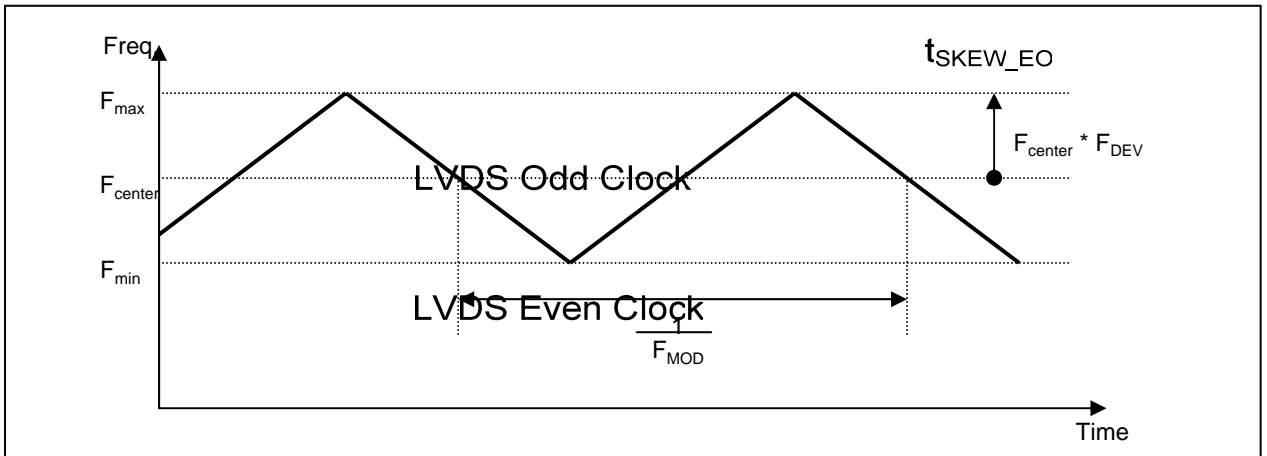 Freq.
tSKEW_EO
Fmax
Fcenter * FDEV
LVDS Odd Clock
Fcenter
Fmin
LVDS Even Clock
1
FMOD
Time